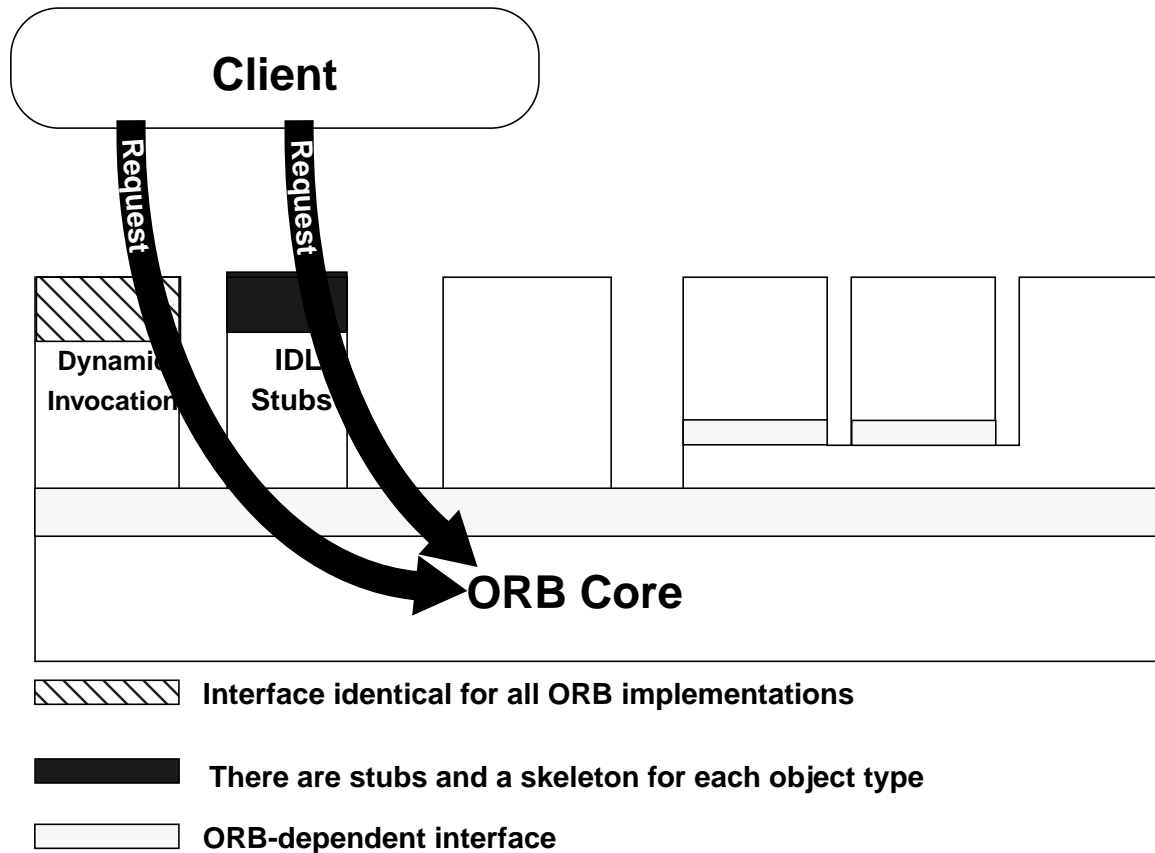 Client
Request
Request
Dynamic
Invocation
IDL
Stubs
ORB Core
Interface identical for all ORB implementations
There are stubs and a skeleton for each object type
ORB-dependent interface